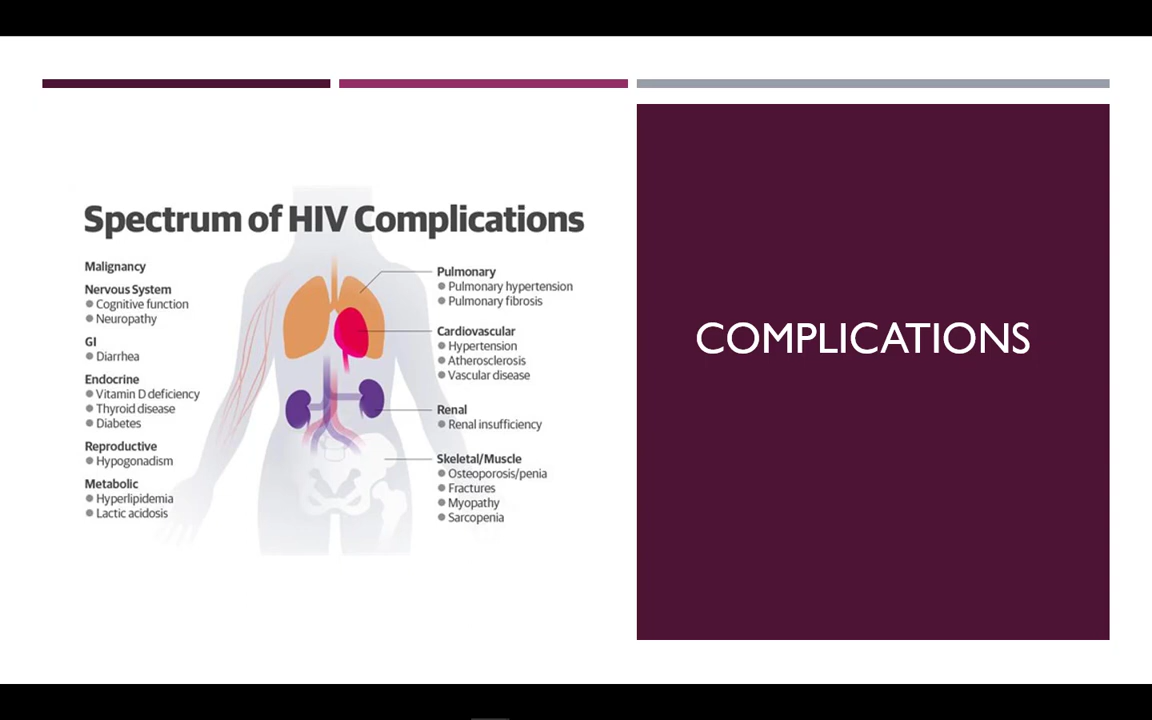 Spectrum of HIV Complications
Malignancy
Nervous System
Cognitive function
Neuropathy
GI
Diarrhea
Endocrine
Vitamin D deficiency
Thyroid disease
Diabetes
Reproductive
Hypogonadism
Metabolic
Hyperlipidemia
Lactic acidosis
Pulmonary
Pulmonary hypertension
Pulmonary fibrosis
Cardiovascular
Hypertension
Atherosclerosis
Vascular disease
Renal
Renal insufficiency
Skeletal/Muscle
Osteoporosis/penia
Fractures
Myopathy
Sarcopenia
COMPLICATIONS